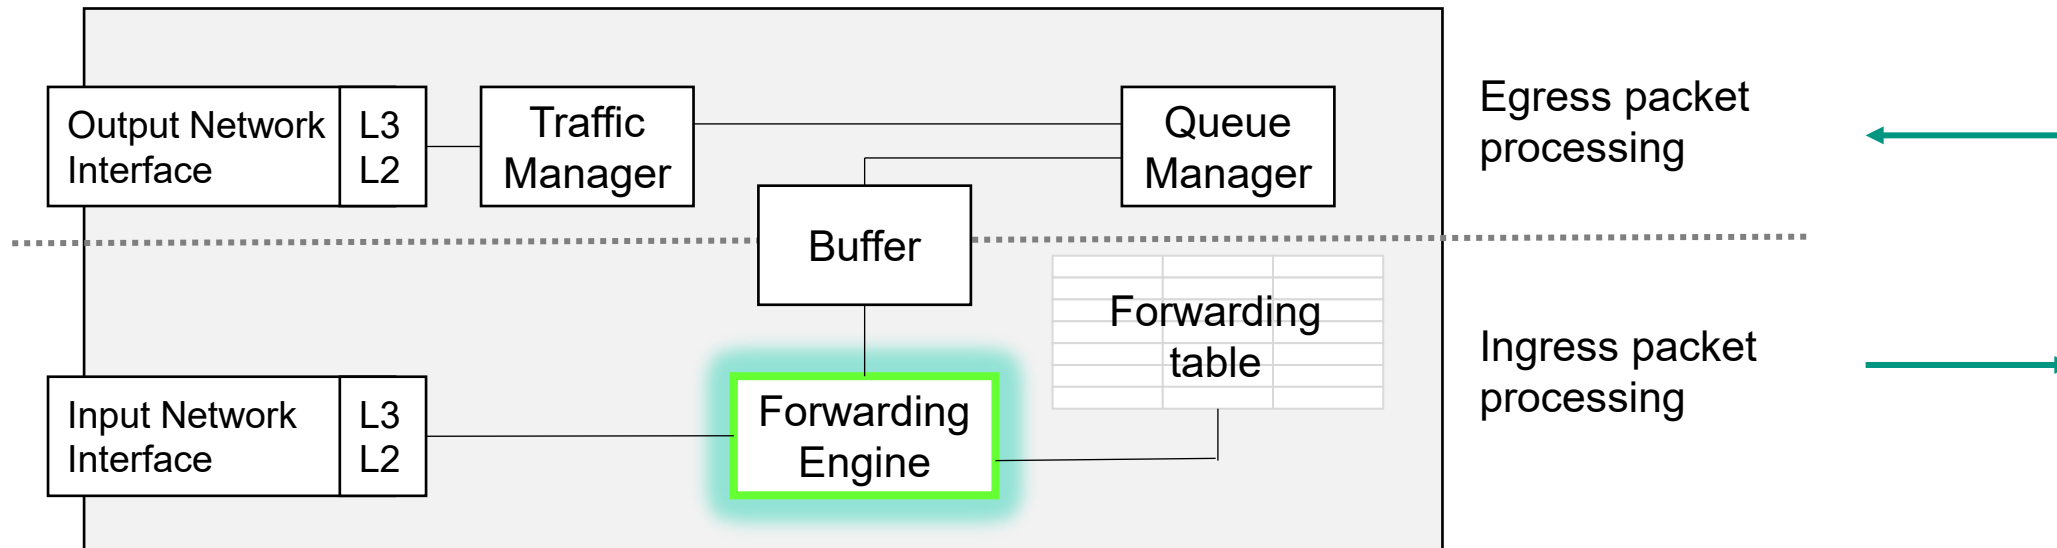 Output Network
Interface
L3
L2
Traffic
Manager
Queue
Manager
Egress packet
processing
Buffer
Forwarding
table
Ingress packet
processing
Input Network
Interface
L3
L2
Forwarding
Engine